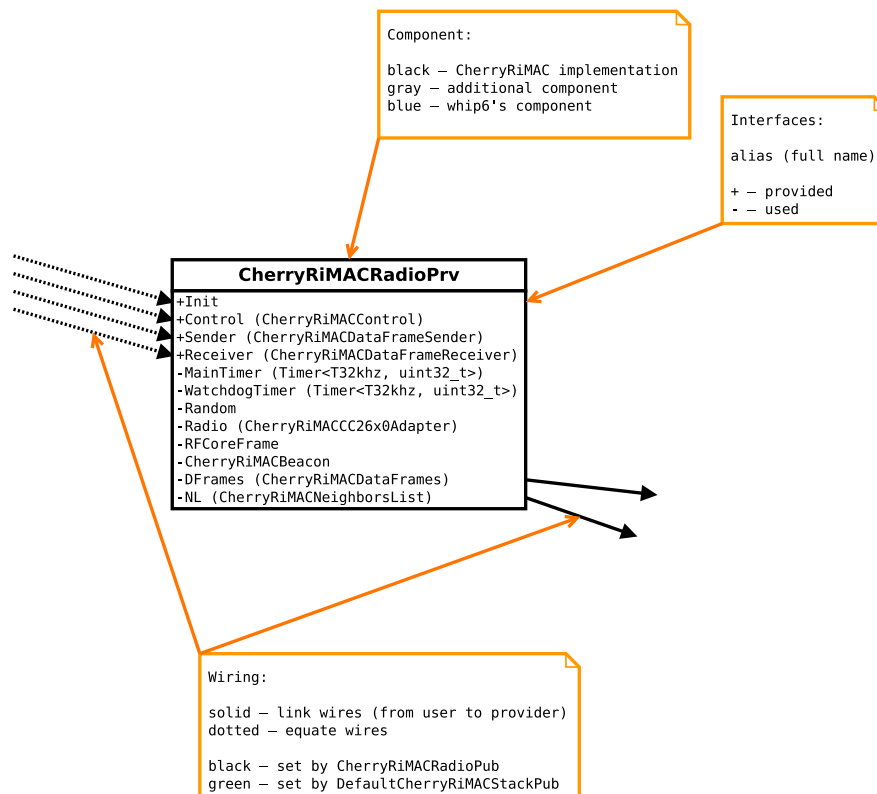 Component:
black – CherryRiMAC implementation
gray – additional component
blue – whip6's component
Interfaces:
alias (full name)
+ – provided
- – used
CherryRiMACRadioPrv
+Init
+Control (CherryRiMACControl)
+Sender (CherryRiMACDataFrameSender)
+Receiver (CherryRiMACDataFrameReceiver)
-MainTimer (Timer<T32khz, uint32_t>)
-WatchdogTimer (Timer<T32khz, uint32_t>)
-Random
-Radio (CherryRiMACCC26x0Adapter)
-RFCoreFrame
-CherryRiMACBeacon
-DFrames (CherryRiMACDataFrames)
-NL (CherryRiMACNeighborsList)
Wiring:
solid – link wires (from user to provider)
dotted – equate wires
black – set by CherryRiMACRadioPub
green – set by DefaultCherryRiMACStackPub